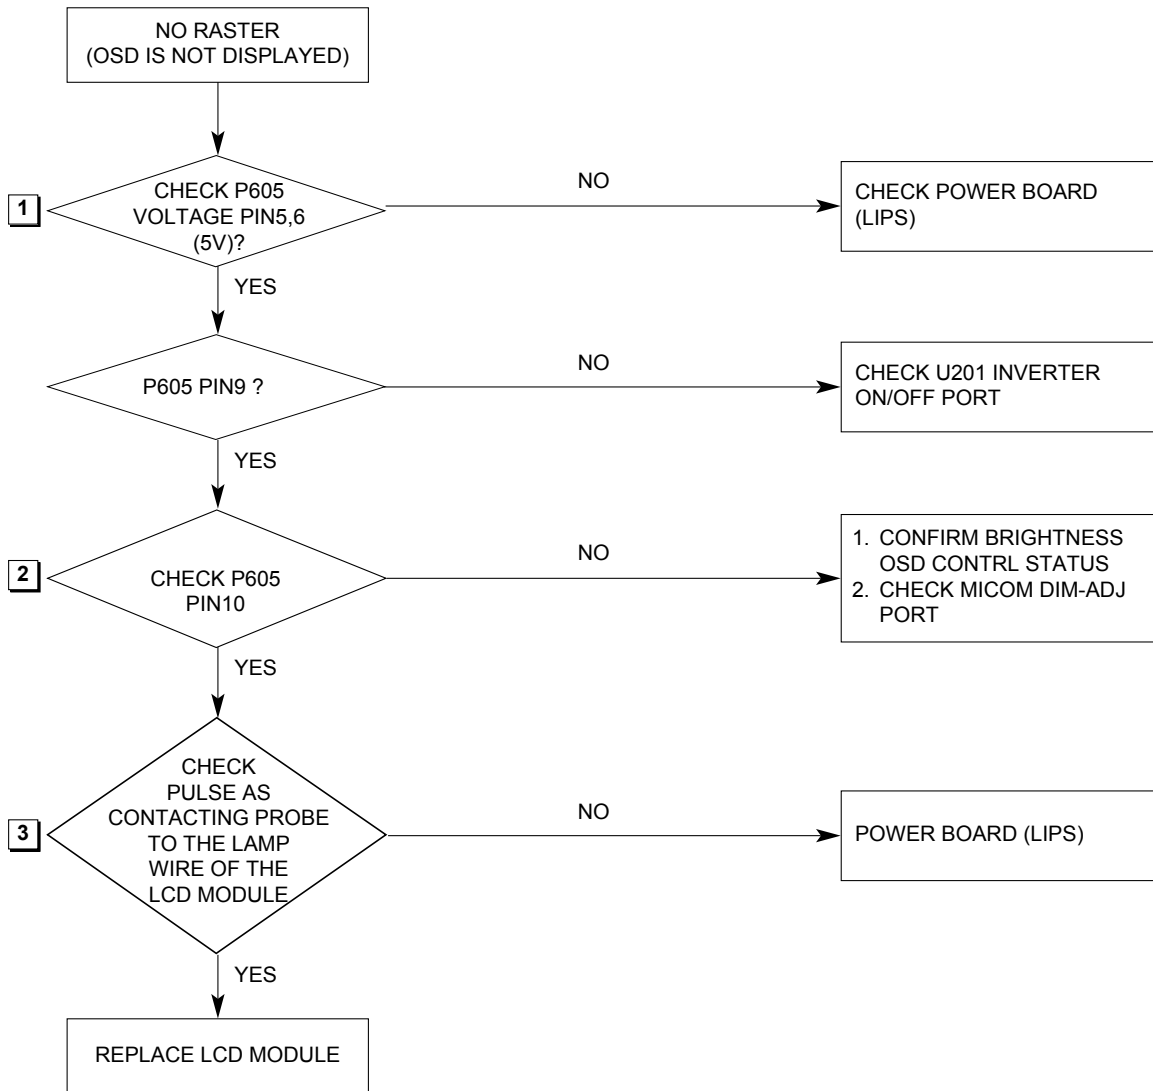 NO RASTER
(OSD IS NOT DISPLAYED)
1
CHECK P605
VOLTAGE PIN5,6
(5V)?
NO
CHECK POWER BOARD
(LIPS)
YES
P605 PIN9 ?
NO
CHECK U201 INVERTER
ON/OFF PORT
YES
2
CHECK P605
PIN10
NO
1. CONFIRM BRIGHTNESS
OSD CONTRL STATUS
2. CHECK MICOM DIM-ADJ
PORT
YES
3
CHECK
PULSE AS
CONTACTING PROBE
TO THE LAMP
WIRE OF THE
LCD MODULE
NO
POWER BOARD (LIPS)
YES
REPLACE LCD MODULE